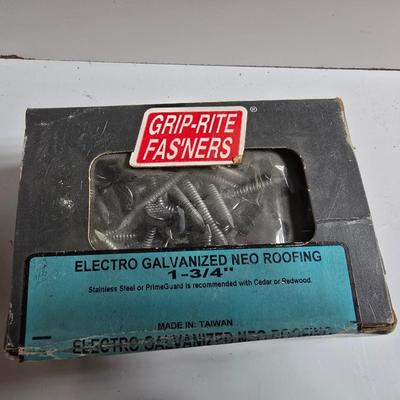 GRIP-RITE
FAS'NERS
®
ELECTRO GALVANIZED NEO ROOFING
1-3/4"
Stainless Steel or PrimeGuard is recommended with Cedar or Redwood.
MADE IN: TAIWAN
ELECTRO GALVANIZED NEO ROOFING